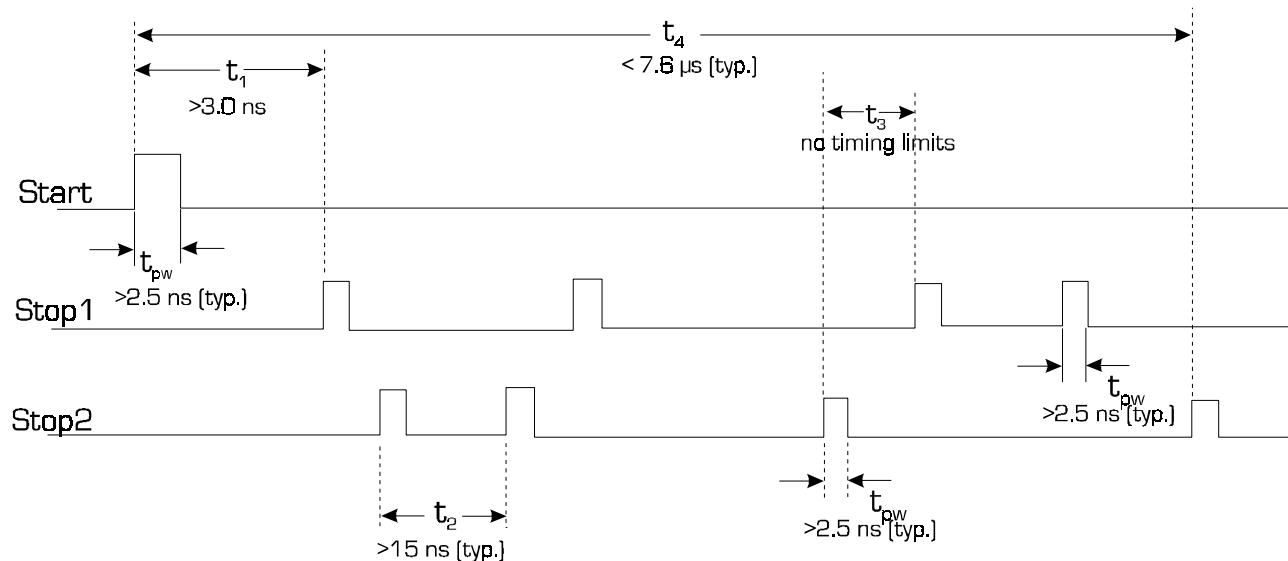 t4
< 7.6 µs (typ.)
t1
>3.0 ns
t3
no timing limits
Start
tpw
>2.5 ns (typ.)
Stop1
tpw
>2.5 ns (typ.)
Stop2
tpw
>2.5 ns (typ.)
t2
>15 ns (typ.)